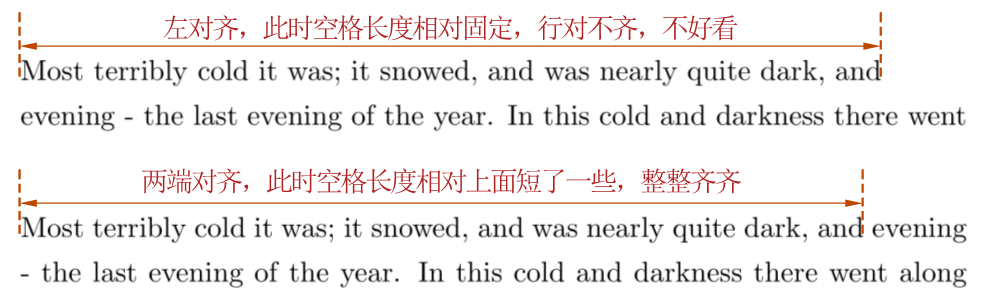 左对齐，此时空格长度相对固定，行对不齐，不好看
Most terribly cold it was; it snowed, and was nearly quite dark, and
evening - the last evening of the year. In this cold and darkness there went
两端对齐，此时空格长度相对上面短了一些，整整齐齐
Most terribly cold it was; it snowed, and was nearly quite dark, and evening
- the last evening of the year. In this cold and darkness there went along